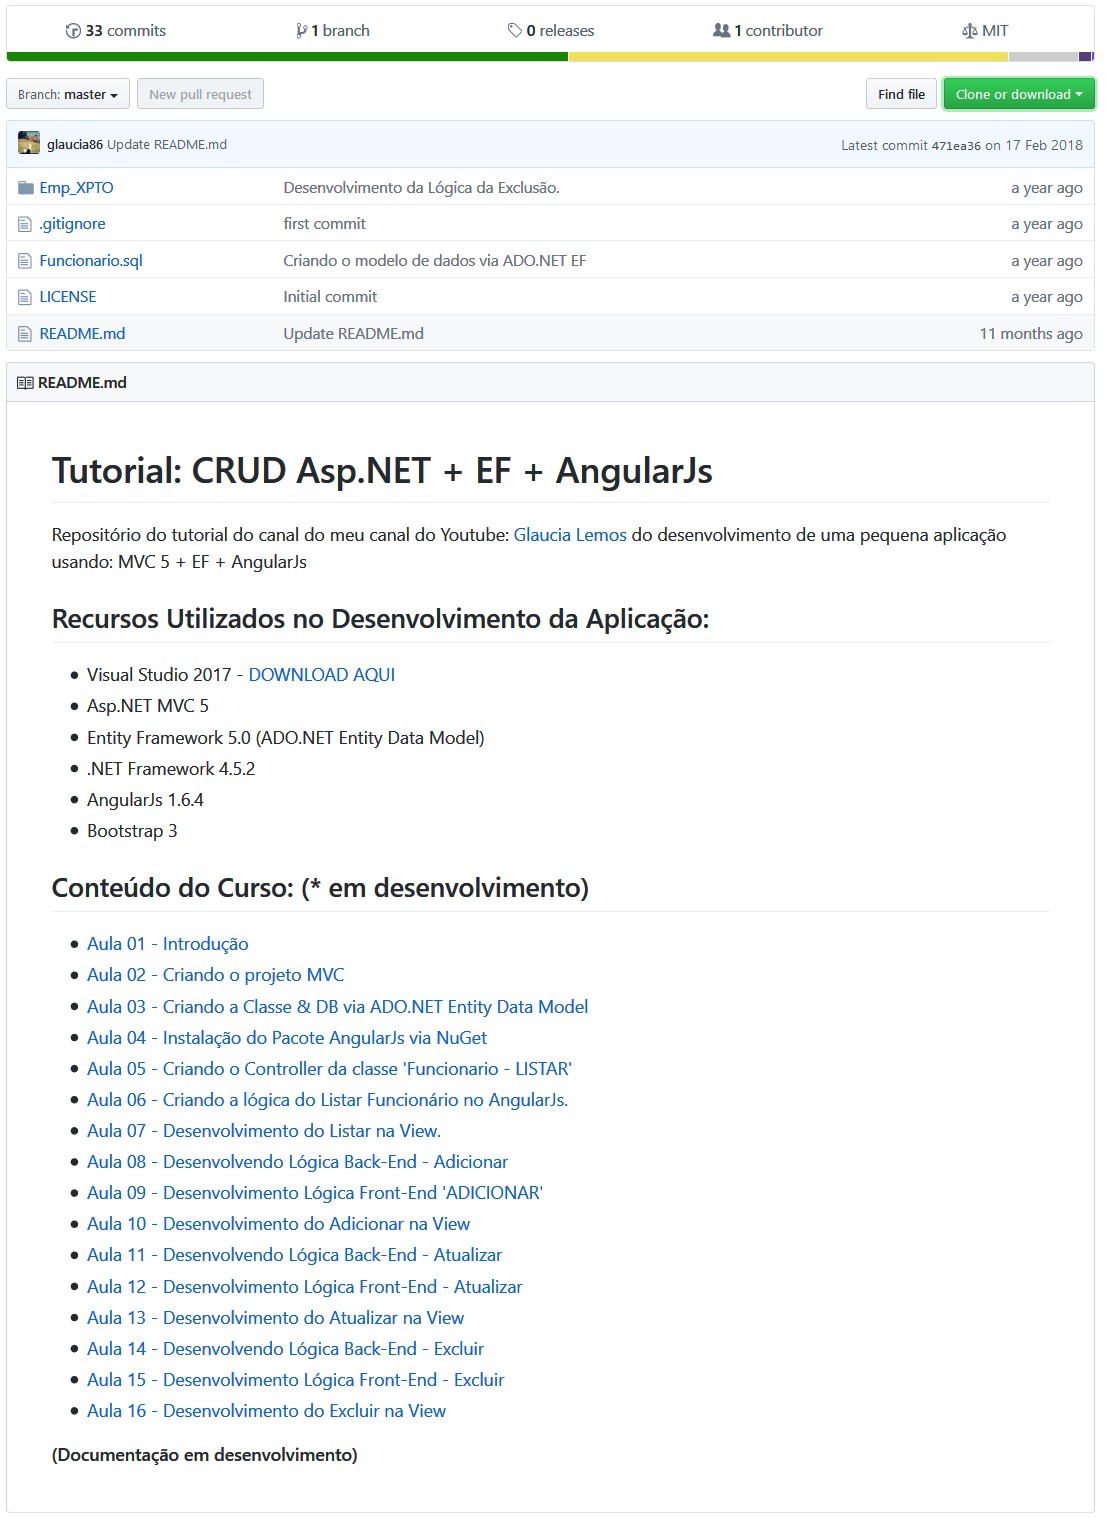 33 commits 1 branch 0 releases 1 contributor MIT
Branch: master New pull request Find file Clone or download
glaucia86 Update README.md Latest commit 471ea36 on 17 Feb 2018
Emp_XPTO Desenvolvimento da Lógica da Exclusão. a year ago
.gitignore first commit a year ago
Funcionario.sql Criando o modelo de dados via ADO.NET EF a year ago
LICENSE Initial commit a year ago
README.md Update README.md 11 months ago
README.md
Tutorial: CRUD Asp.NET + EF + AngularJs
Repositório do tutorial do canal do meu canal do Youtube: Glaucia Lemos do desenvolvimento de uma pequena aplicação
usando: MVC 5 + EF + AngularJs
Recursos Utilizados no Desenvolvimento da Aplicação:
Visual Studio 2017 - DOWNLOAD AQUI
Asp.NET MVC 5
Entity Framework 5.0 (ADO.NET Entity Data Model)
.NET Framework 4.5.2
AngularJs 1.6.4
Bootstrap 3
Conteúdo do Curso: (* em desenvolvimento)
Aula 01 - Introdução
Aula 02 - Criando o projeto MVC
Aula 03 - Criando a Classe & DB via ADO.NET Entity Data Model
Aula 04 - Instalação do Pacote AngularJs via NuGet
Aula 05 - Criando o Controller da classe 'Funcionario - LISTAR'
Aula 06 - Criando a lógica do Listar Funcionário no AngularJs.
Aula 07 - Desenvolvimento do Listar na View.
Aula 08 - Desenvolvendo Lógica Back-End - Adicionar
Aula 09 - Desenvolvimento Lógica Front-End 'ADICIONAR'
Aula 10 - Desenvolvimento do Adicionar na View
Aula 11 - Desenvolvendo Lógica Back-End - Atualizar
Aula 12 - Desenvolvimento Lógica Front-End - Atualizar
Aula 13 - Desenvolvimento do Atualizar na View
Aula 14 - Desenvolvendo Lógica Back-End - Excluir
Aula 15 - Desenvolvimento Lógica Front-End - Excluir
Aula 16 - Desenvolvimento do Excluir na View
(Documentação em desenvolvimento)